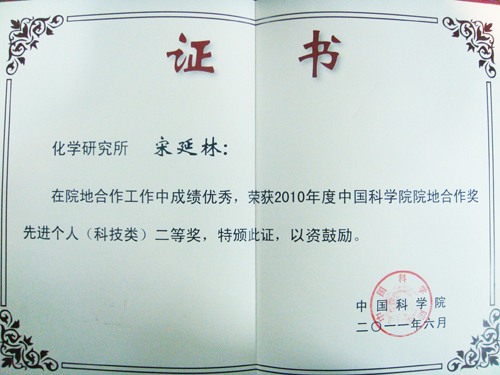 证 书
化学研究所 宋延林：
在院地合作工作中成绩优秀，荣获2010年度中国科学院院地合作奖
先进个人（科技类）二等奖，特颁此证，以资鼓励。
中国科学院
二〇一一年六月